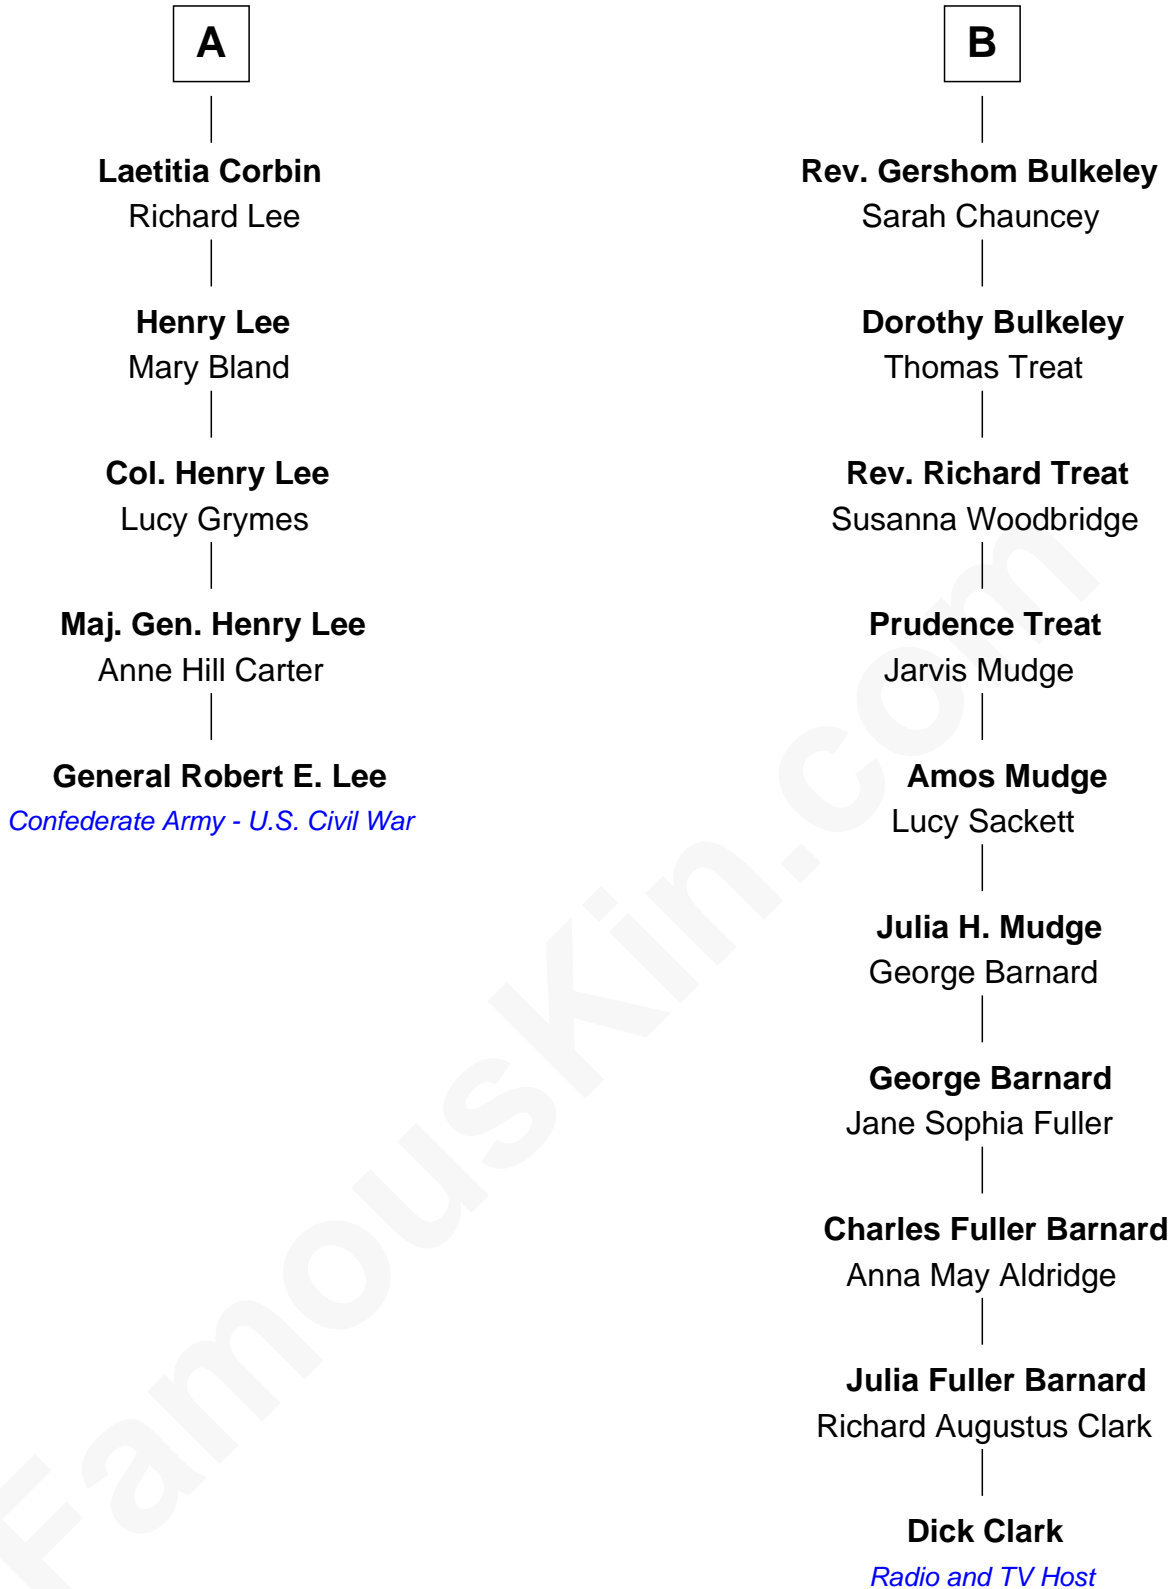 A
Laetitia Corbin
Richard Lee
Henry Lee
Mary Bland
Col. Henry Lee
Lucy Grymes
Maj. Gen. Henry Lee
Anne Hill Carter
General Robert E. Lee
Confederate Army - U.S. Civil War
B
Rev. Gershom Bulkeley
Sarah Chauncey
Dorothy Bulkeley
Thomas Treat
Rev. Richard Treat
Susanna Woodbridge
Prudence Treat
Jarvis Mudge
Amos Mudge
Lucy Sackett
Julia H. Mudge
George Barnard
George Barnard
Jane Sophia Fuller
Charles Fuller Barnard
Anna May Aldridge
Julia Fuller Barnard
Richard Augustus Clark
Dick Clark
Radio and TV Host
FamousKin.com